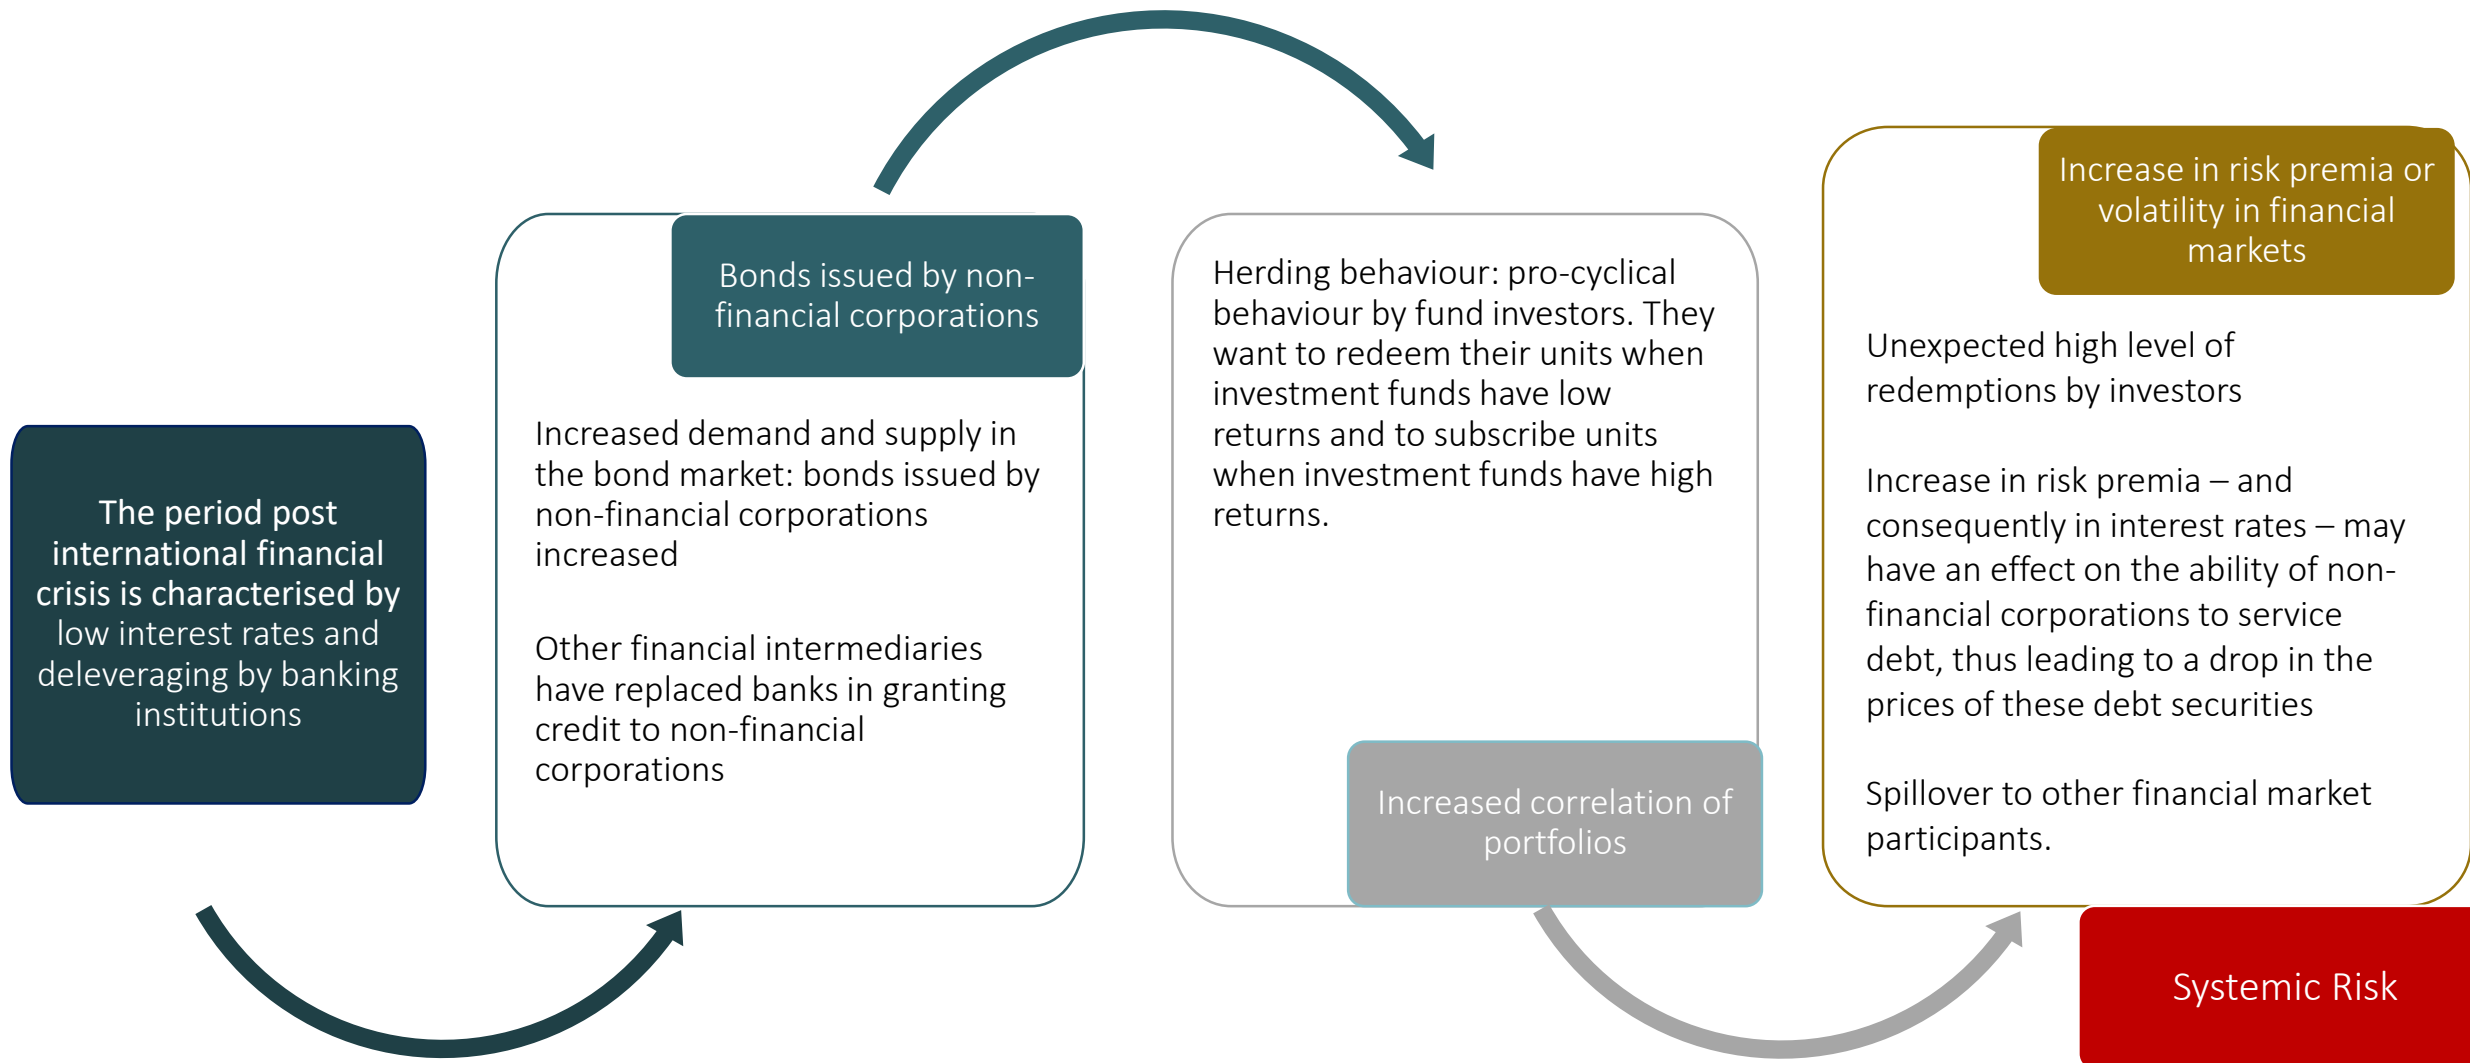 The period post
international financial
crisis is characterised by
low interest rates and
deleveraging by banking
institutions
Bonds issued by non-
financial corporations
Increased demand and supply in
the bond market: bonds issued by
non-financial corporations
increased
Other financial intermediaries
have replaced banks in granting
credit to non-financial
corporations
Herding behaviour: pro-cyclical
behaviour by fund investors. They
want to redeem their units when
investment funds have low
returns and to subscribe units
when investment funds have high
returns.
Increased correlation of
portfolios
Increase in risk premia or
volatility in financial
markets
Unexpected high level of
redemptions by investors
Increase in risk premia – and
consequently in interest rates – may
have an effect on the ability of non-
financial corporations to service
debt, thus leading to a drop in the
prices of these debt securities
Spillover to other financial market
participants.
Systemic Risk